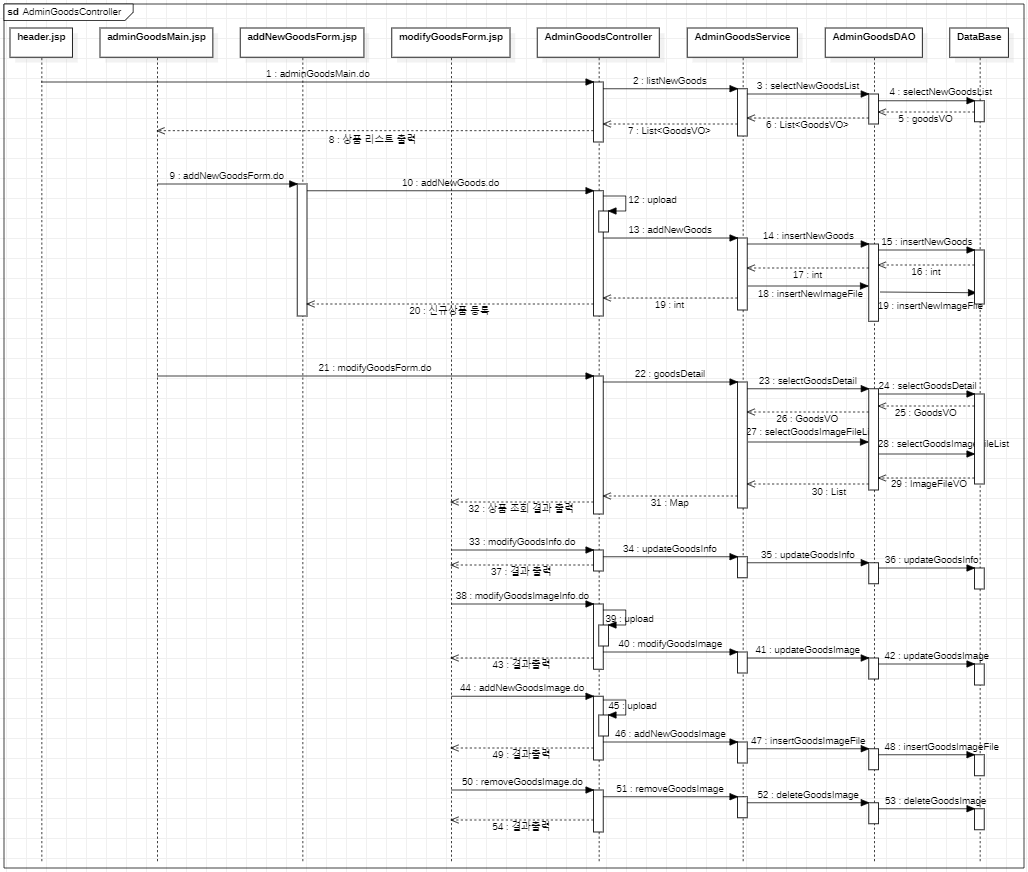 sd AdminGoodsController
header.jsp
adminGoodsMain.jsp
addNewGoodsForm.jsp
modifyGoodsForm.jsp
AdminGoodsController
AdminGoodsService
AdminGoodsDAO
DataBase
1 : adminGoodsMain.do
2 : listNewGoods
3 : selectNewGoodsList
4 : selectNewGoodsList
5 : goodsVO
6 : List<GoodsVO>
7 : List<GoodsVO>
8 : 상품 리스트 출력
9 : addNewGoodsForm.do
10 : addNewGoods.do
12 : upload
13 : addNewGoods
14 : insertNewGoods
15 : insertNewGoods
16 : int
17 : int
18 : insertNewImageFile
19 : insertNewImageFile
19 : int
20 : 신규상품 등록
21 : modifyGoodsForm.do
22 : goodsDetail
23 : selectGoodsDetail
24 : selectGoodsDetail
25 : GoodsVO
26 : GoodsVO
27 : selectGoodsImageFileL
28 : selectGoodsImageFileList
29 : ImageFileVO
30 : List
31 : Map
32 : 상품 조회 결과 출력
33 : modifyGoodsInfo.do
34 : updateGoodsInfo
35 : updateGoodsInfo
36 : updateGoodsInfo
37 : 결과 출력
38 : modifyGoodsImageInfo.do
39 : upload
40 : modifyGoodsImage
41 : updateGoodsImage
42 : updateGoodsImage
43 : 결과출력
44 : addNewGoodsImage.do
45 : upload
46 : addNewGoodsImage
47 : insertGoodsImageFile
48 : insertGoodsImageFile
49 : 결과출력
50 : removeGoodsImage.do
51 : removeGoodsImage
52 : deleteGoodsImage
53 : deleteGoodsImage
54 : 결과출력